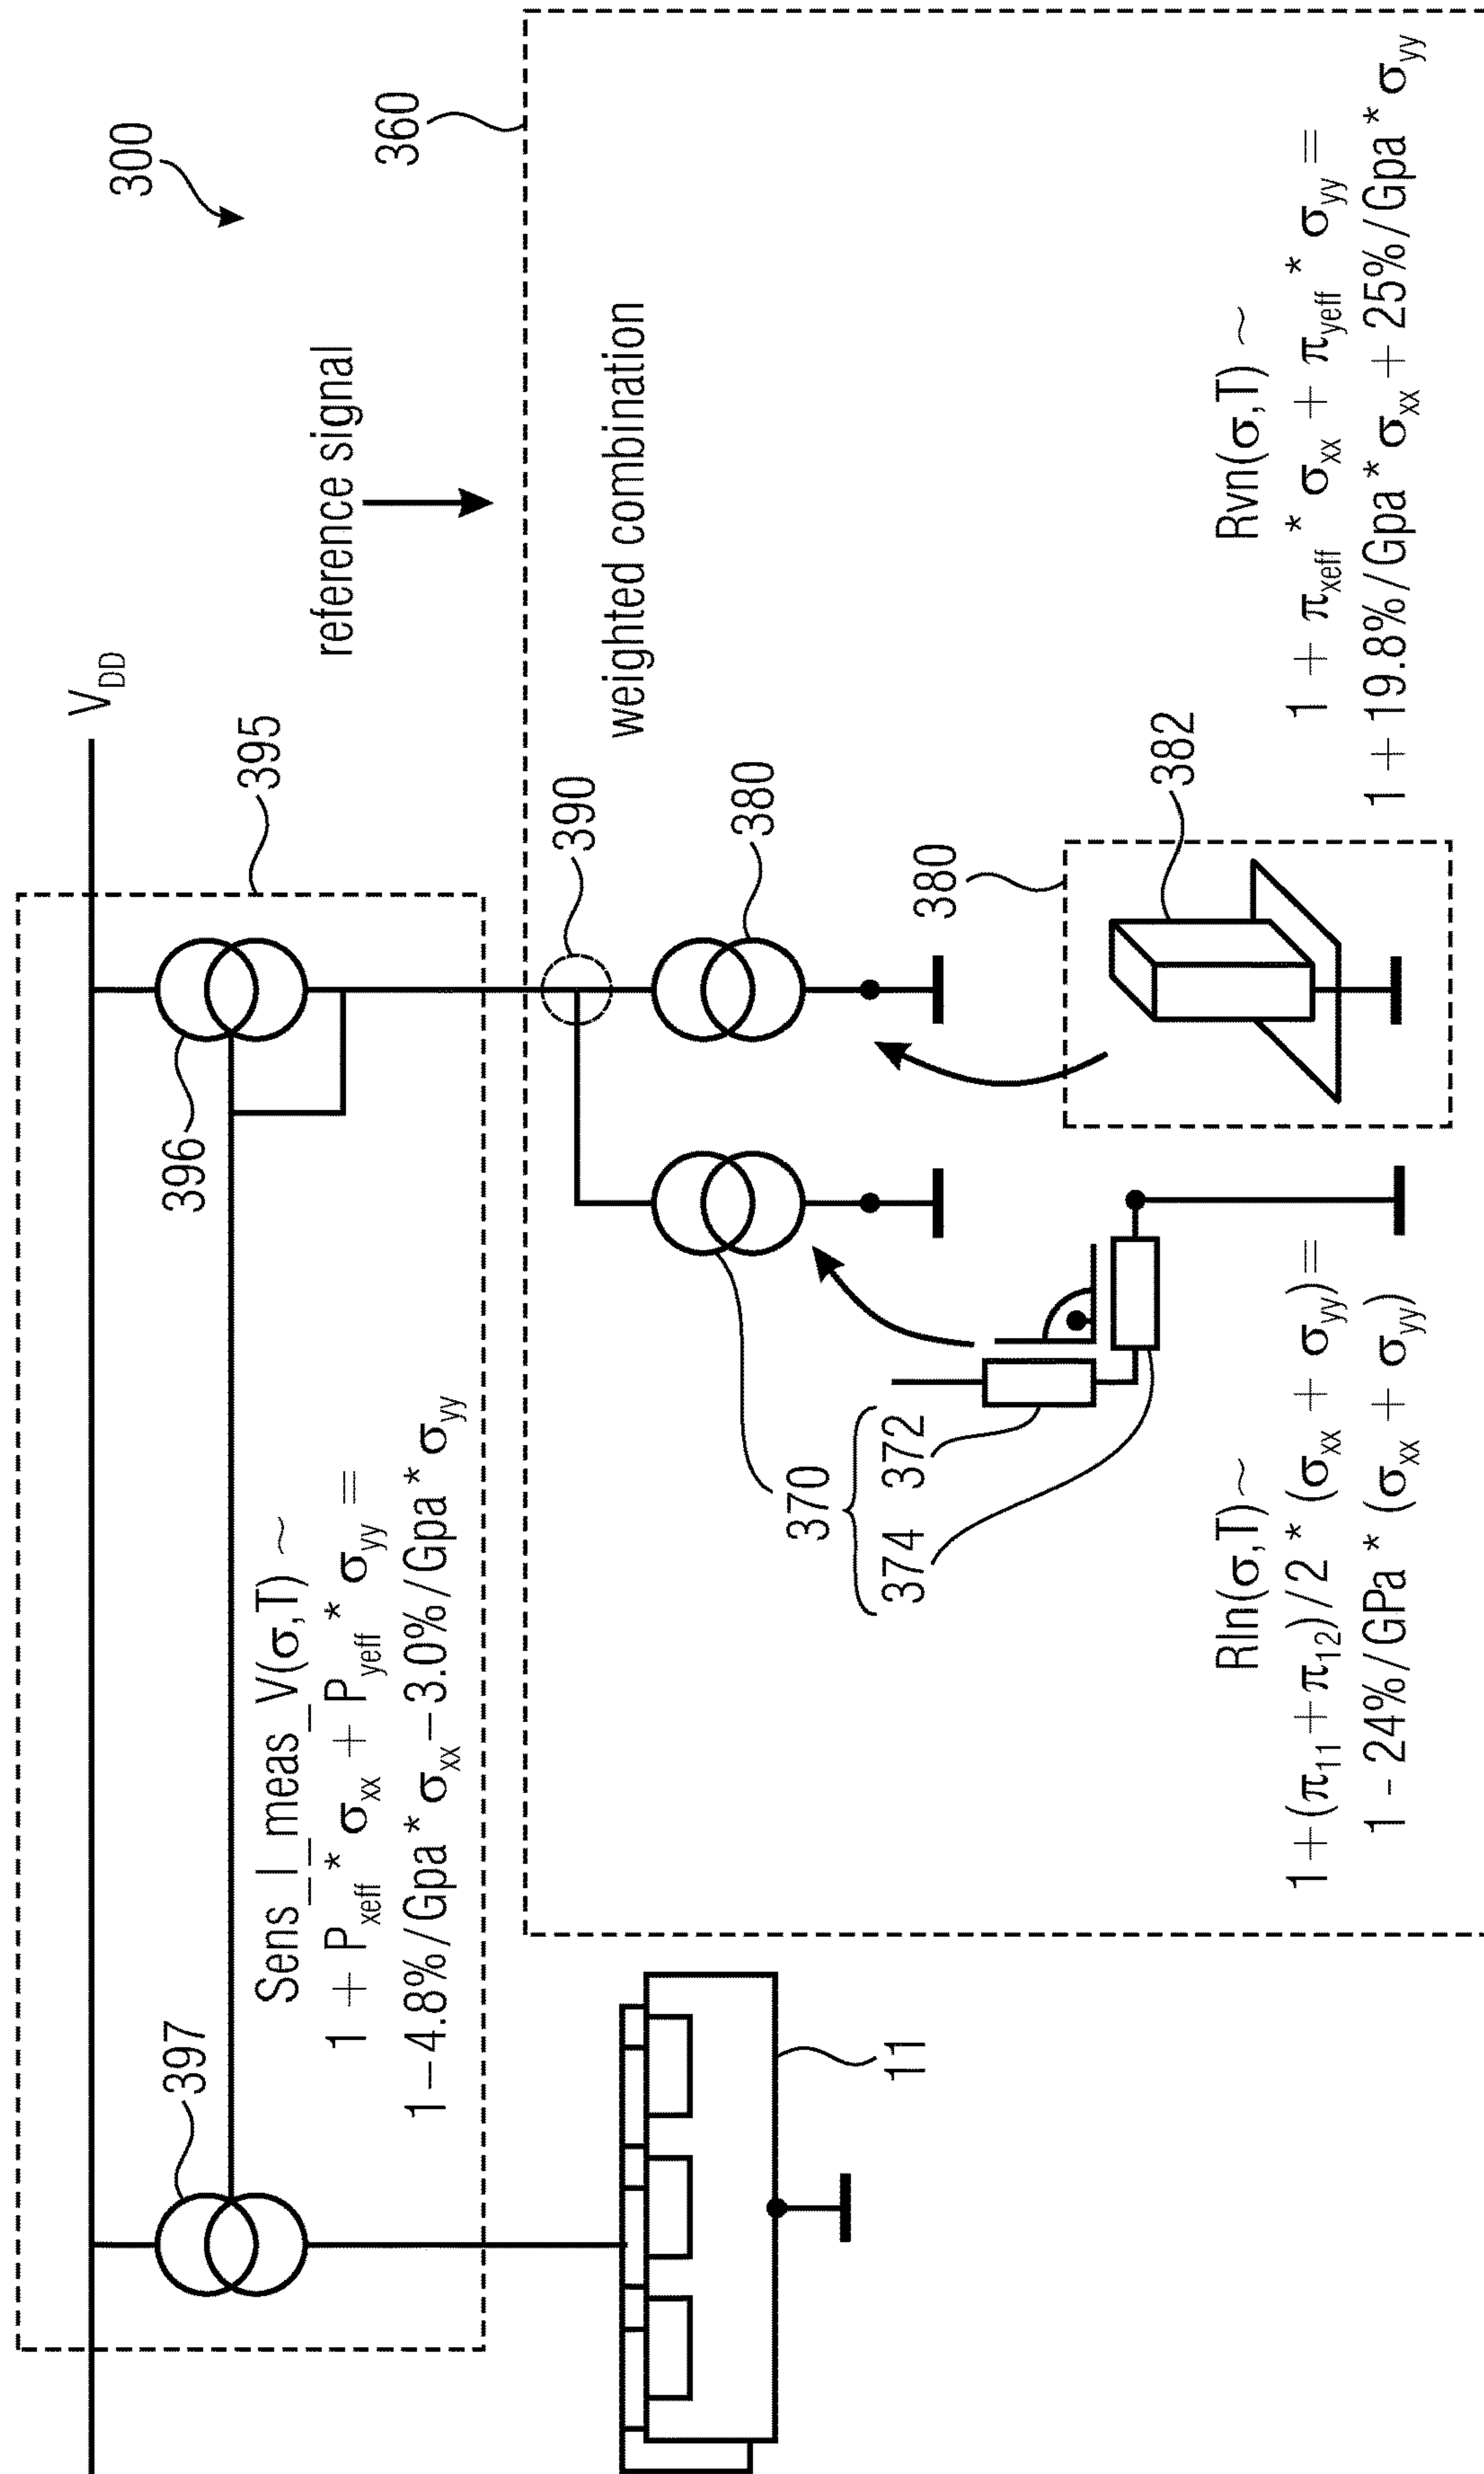 300
V_DD
397
396
395
Sens_I_meas_V(σ,T) ~
1 + P_xeff * σ_xx + P_yeff * σ_yy =
1–4.8%/Gpa * σ_xx –3.0%/Gpa * σ_yy
reference signal
360
weighted combination
390
380
370
374 372
380
382
11
Rln(σ,T) ~
1 + (π_11 + π_12)/2 * (σ_xx + σ_yy) =
1 - 24%/GPa * (σ_xx + σ_yy)
Rvn(σ,T) ~
1 + π_xeff * σ_xx + π_yeff * σ_yy =
1 + 19.8%/Gpa * σ_xx + 25%/Gpa * σ_yy